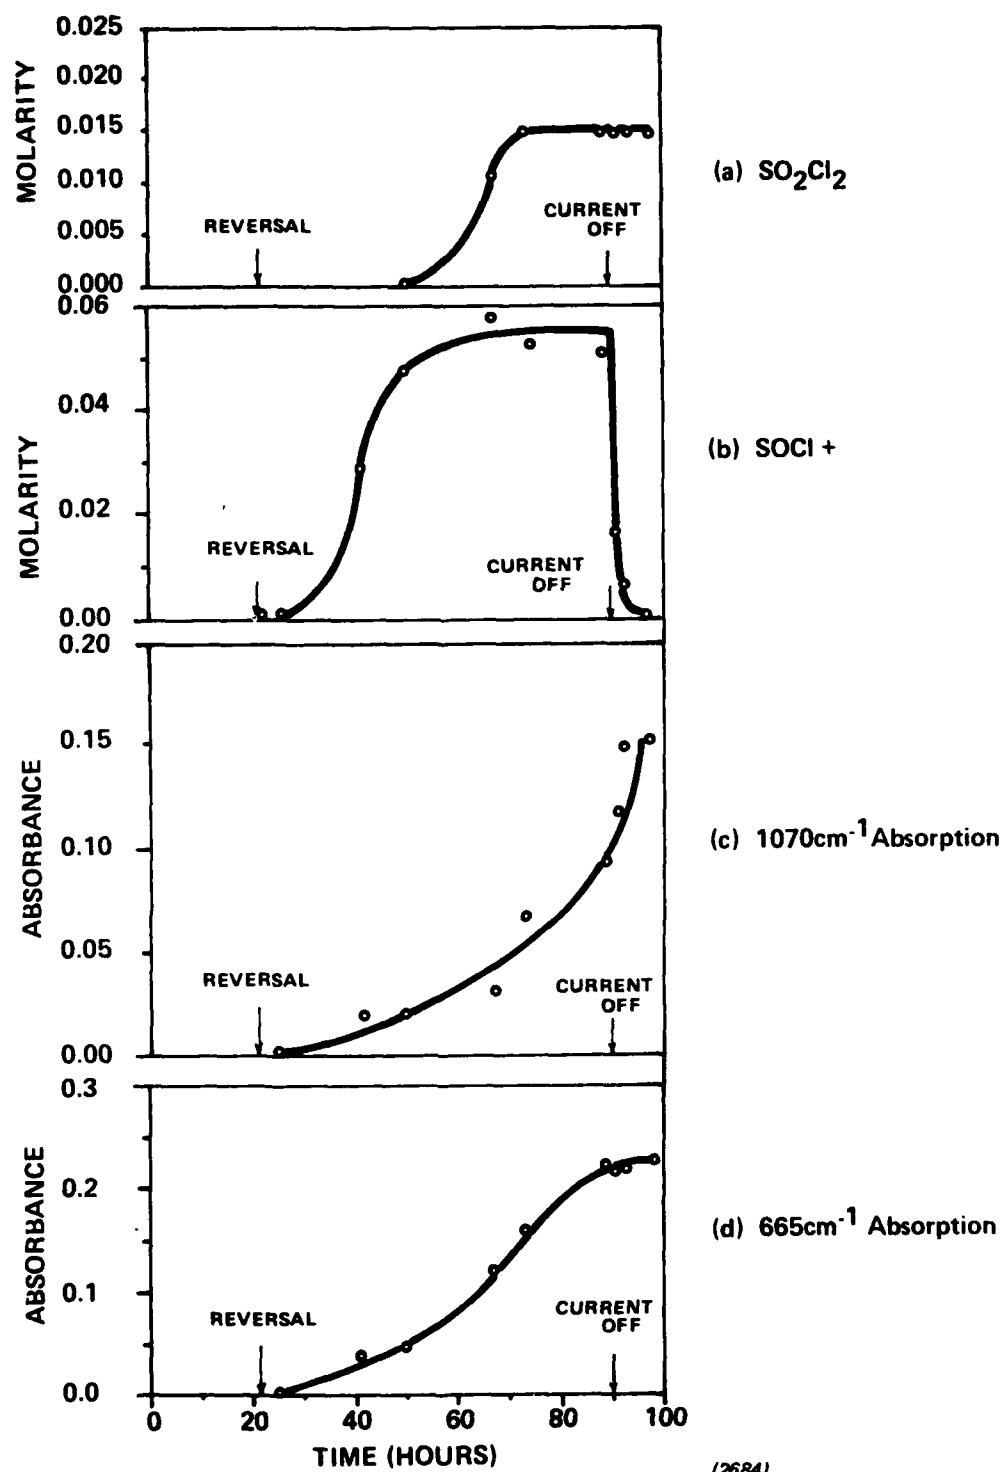 0.025
0.020
0.015
0.010
0.005
0.000
MOLARITY
REVERSAL
CURRENT
OFF
(a) SO2Cl2
0.06
0.04
0.02
0.00
MOLARITY
REVERSAL
CURRENT
OFF
(b) SOCl +
0.20
0.15
0.10
0.05
0.00
ABSORBANCE
REVERSAL
CURRENT
OFF
(c) 1070cm-1 Absorption
0.3
0.2
0.1
0.0
ABSORBANCE
REVERSAL
CURRENT
OFF
(d) 665cm-1 Absorption
0 20 40 60 80 100
TIME (HOURS)
(2684)